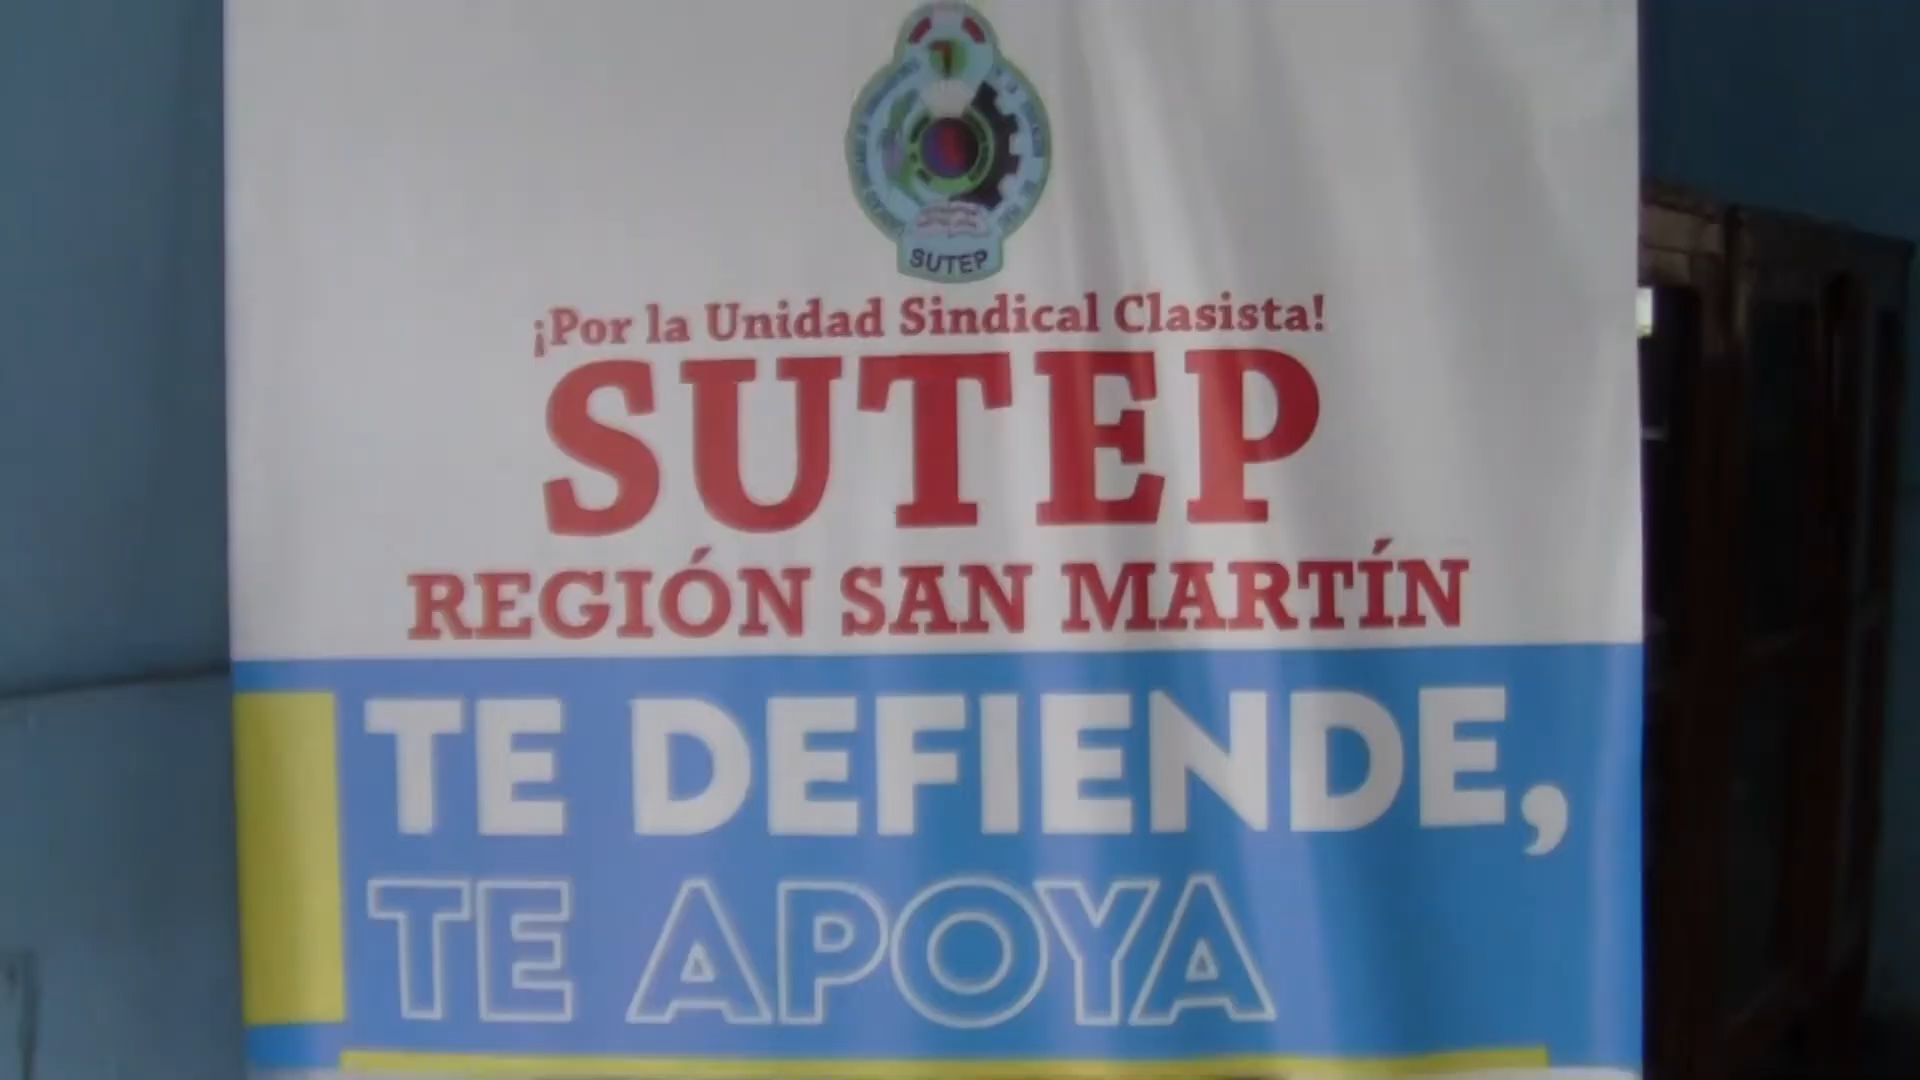 SUTEP
¡Por la Unidad Sindical Clasista!
SUTEP
REGIÓN SAN MARTÍN
TE DEFIENDE,
TE APOYA